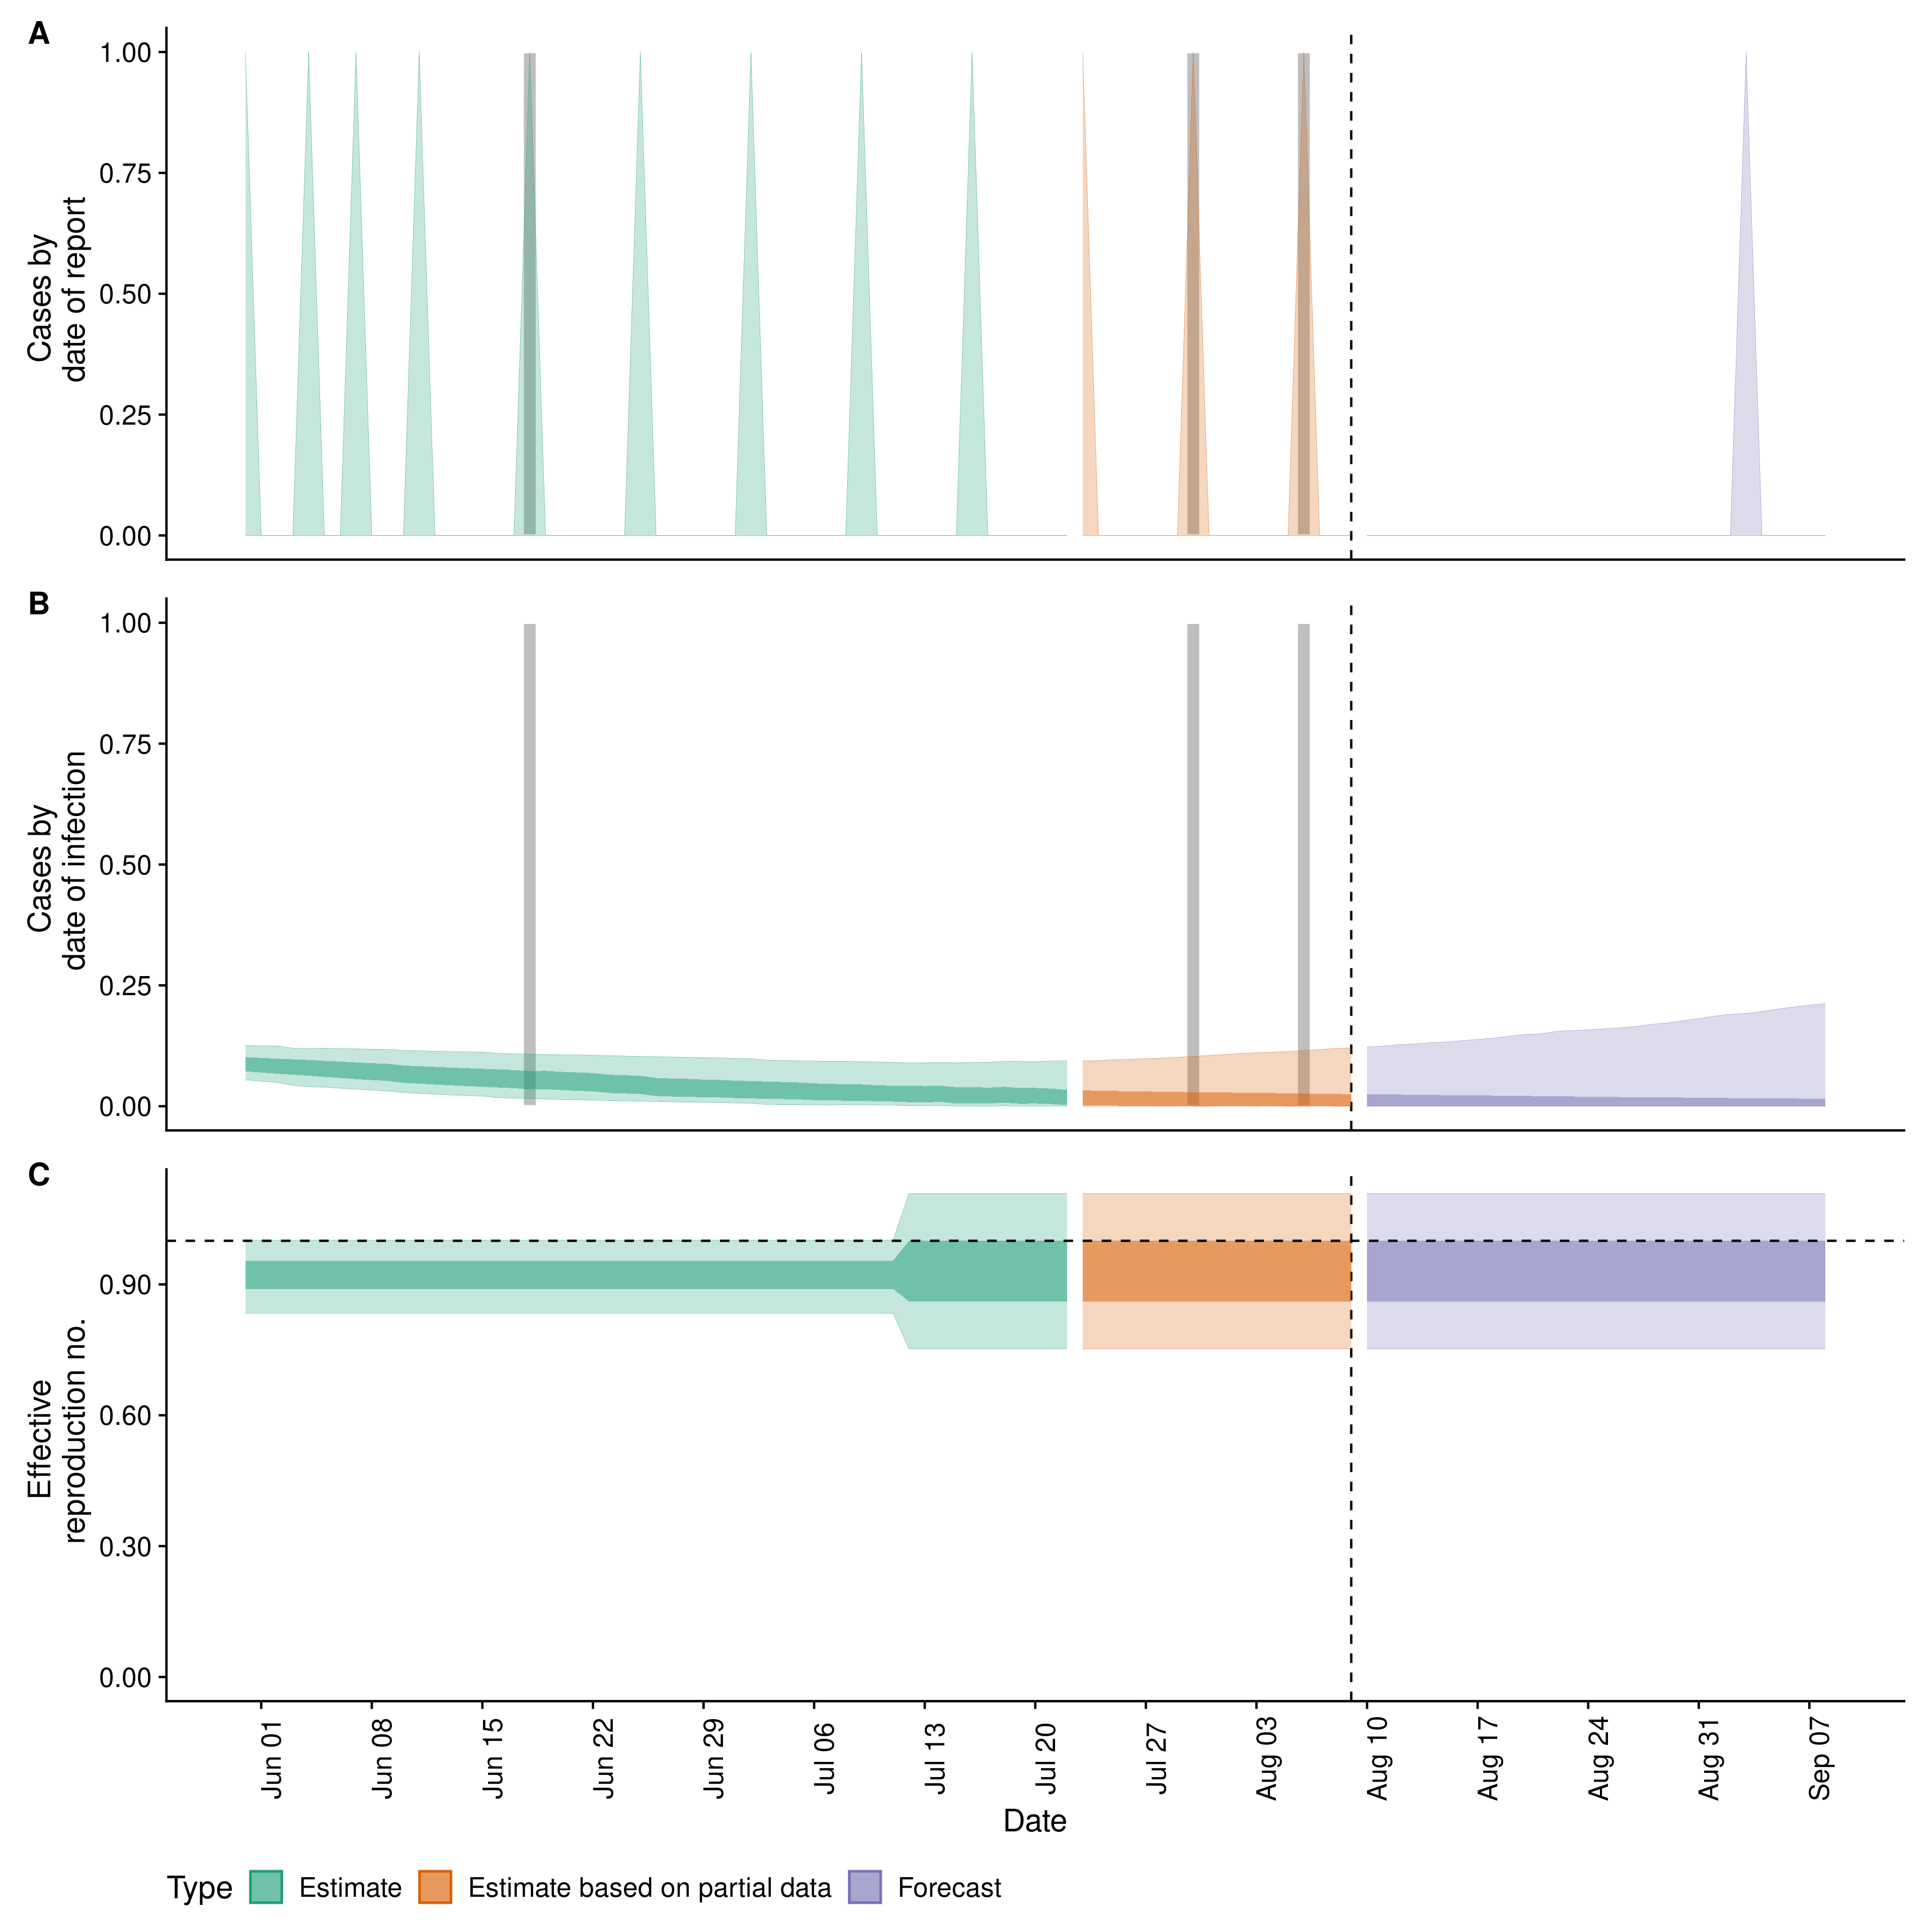 A
1.00
0.75
0.50
0.25
0.00
Cases by
date of report
B
1.00
0.75
0.50
0.25
0.00
Cases by
date of infection
C
0.90
0.60
0.30
0.00
Effective
reproduction no.
Jun 01
Jun 08
Jun 15
Jun 22
Jun 29
Jul 06
Jul 13
Jul 20
Jul 27
Aug 03
Aug 10
Aug 17
Aug 24
Aug 31
Sep 07
Date
Type Estimate Estimate based on partial data Forecast